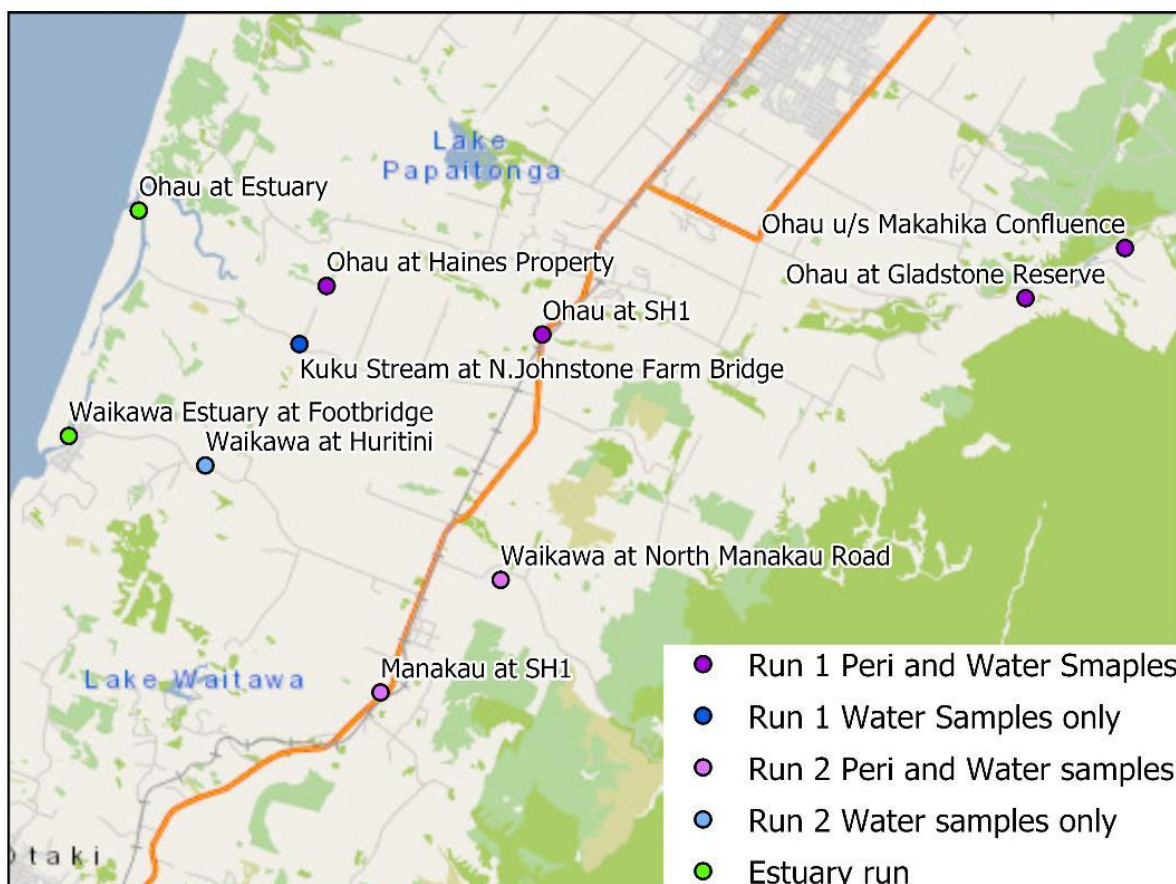 Lake
Papaitonga
Ohau at Estuary
Ohau u/s Makahika Confluence
Ohau at Haines Property
Ohau at Gladstone Reserve
Ohau at SH1
Kuku Stream at N.Johnstone Farm Bridge
Waikawa Estuary at Footbridge
Waikawa at Huritini
Waikawa at North Manakau Road
Manakau at SH1
Lake Waitawa
Run 1 Peri and Water Smaples
Run 1 Water Samples only
Run 2 Peri and Water samples
Run 2 Water samples only
Estuary run
Otaki